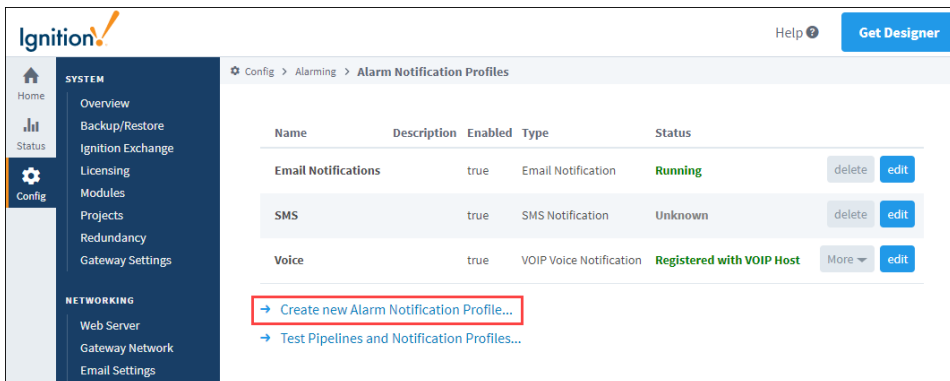 Ignition!
Help ?
Get Designer
Home
Status
Config
SYSTEM
Overview
Backup/Restore
Ignition Exchange
Licensing
Modules
Projects
Redundancy
Gateway Settings
NETWORKING
Web Server
Gateway Network
Email Settings
Config > Alarming > Alarm Notification Profiles
Name Description Enabled Type Status
Email Notifications true Email Notification Running delete edit
SMS true SMS Notification Unknown delete edit
Voice true VOIP Voice Notification Registered with VOIP Host More edit
→ Create new Alarm Notification Profile...
→ Test Pipelines and Notification Profiles...